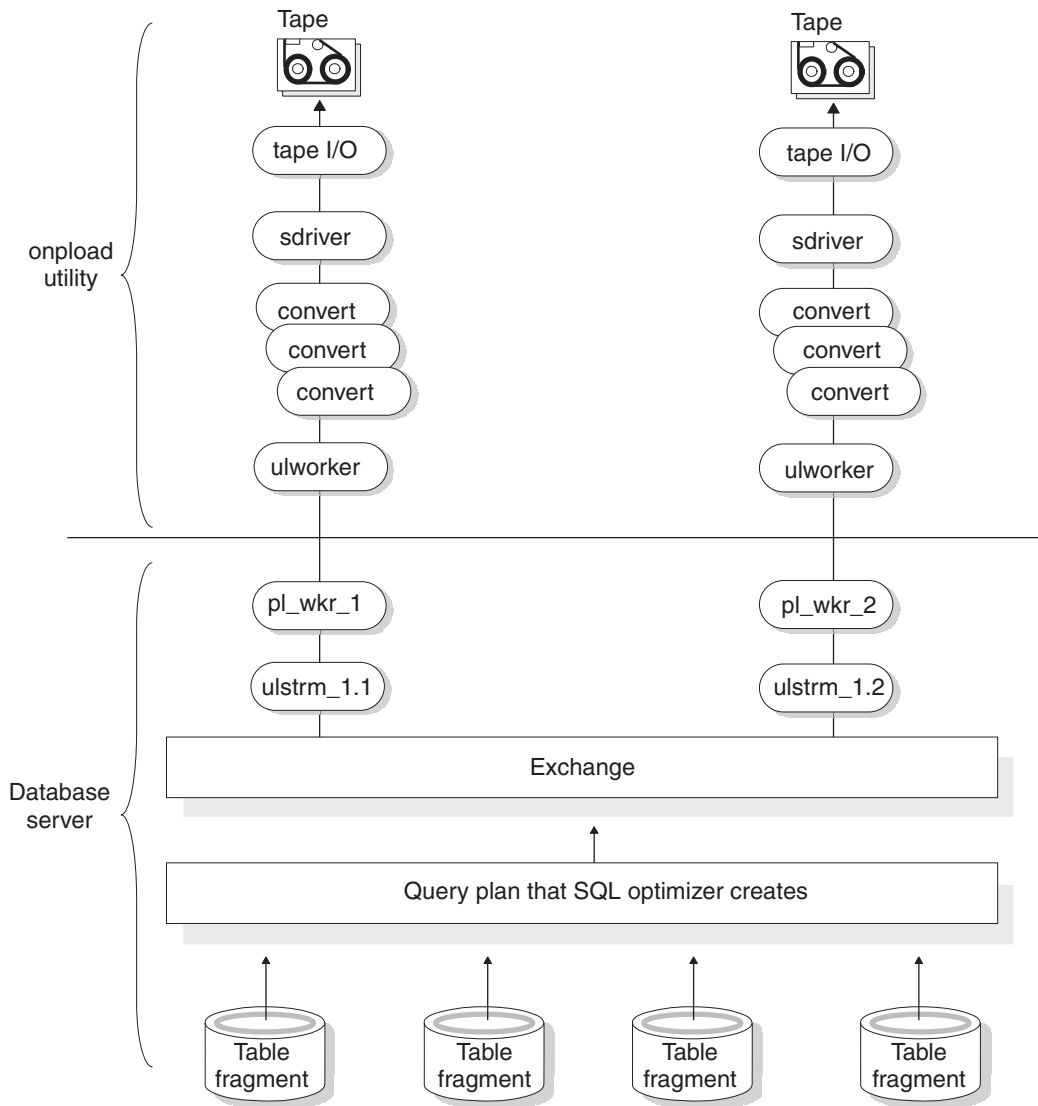 Tape
Tape
tape I/O
tape I/O
sdriver
sdriver
onpload
utility
convert
convert
convert
convert
convert
convert
ulworker
ulworker
pl_wkr_1
pl_wkr_2
ulstrm_1.1
ulstrm_1.2
Exchange
Database
server
Query plan that SQL optimizer creates
Table
fragment
Table
fragment
Table
fragment
Table
fragment